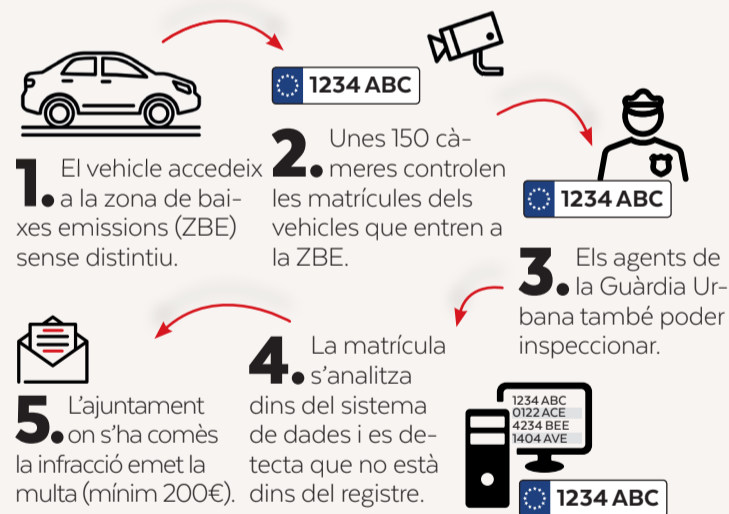 1234 ABC
1. El vehicle accedeix
a la zona de bai-
xes emissions (ZBE)
sense distintiu.
2. Unes 150 cà-
meres controlen
les matrícules dels
vehicles que entren a
la ZBE.
1234 ABC
3. Els agents de
la Guàrdia Ur-
bana també poder
inspeccionar.
4. La matrícula
s'analitza
dins del sistema
de dades i es de-
tecta que no està
dins del registre.
1234 ABC
0122 ACE
4234 BEE
1404 AVE
1234 ABC
5. L'ajuntament
on s'ha comès
la infracció emet la
multa (mínim 200€).